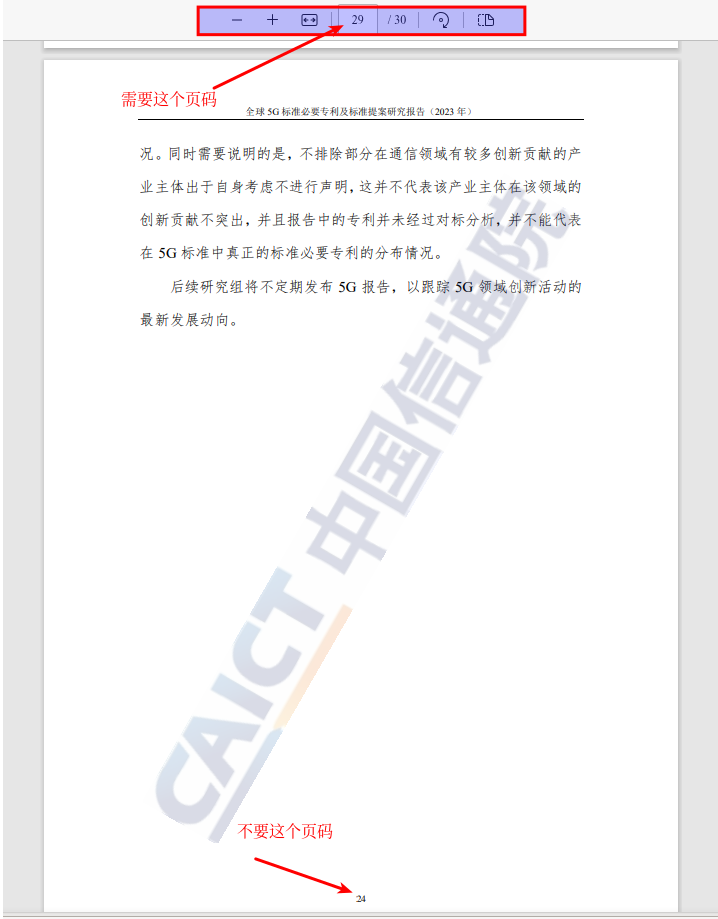 29 / 30
需要这个页码
全球 5G 标准必要专利及标准提案研究报告（2023 年）
况。同时需要说明的是，不排除部分在通信领域有较多创新贡献的产
业主体出于自身考虑不进行声明，这并不代表该产业主体在该领域的
创新贡献不突出，并且报告中的专利并未经过对标分析，并不能代表
在 5G 标准中真正的标准必要专利的分布情况。
后续研究组将不定期发布 5G 报告，以跟踪 5G 领域创新活动的
最新发展动向。
CAICT 中国信通院
不要这个页码
24